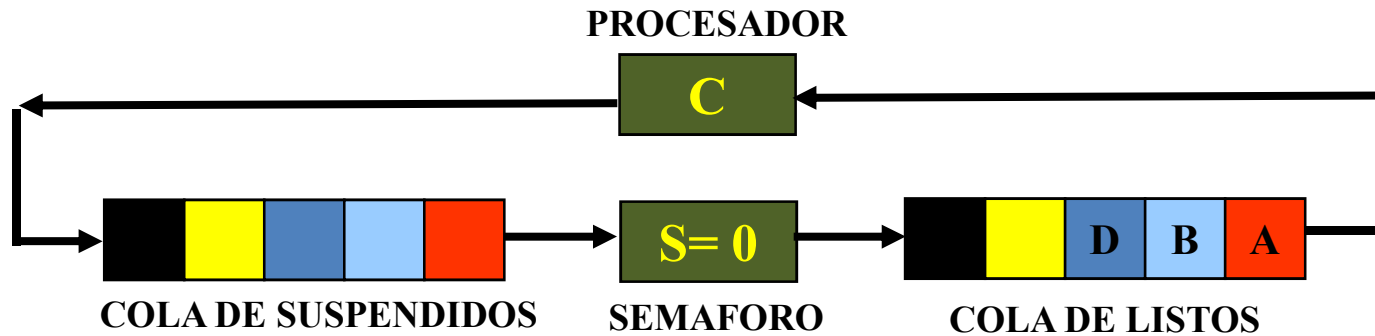 PROCESADOR
C
S= 0
D B A
COLA DE SUSPENDIDOS
SEMAFORO
COLA DE LISTOS